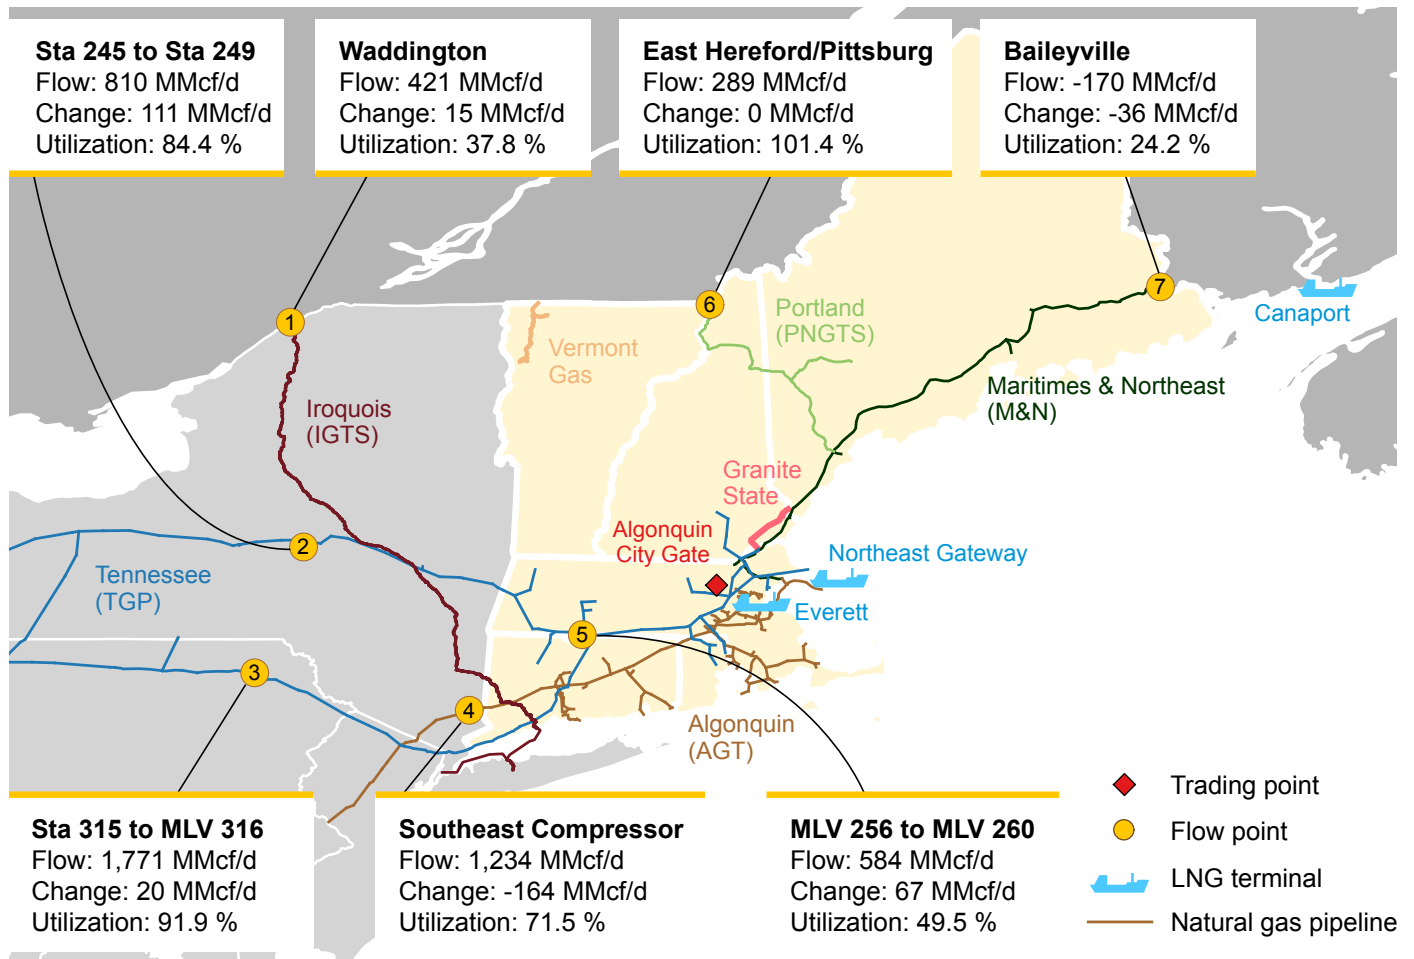 Sta 245 to Sta 249
Flow: 810 MMcf/d
Change: 111 MMcf/d
Utilization: 84.4 %
Waddington
Flow: 421 MMcf/d
Change: 15 MMcf/d
Utilization: 37.8 %
East Hereford/Pittsburg
Flow: 289 MMcf/d
Change: 0 MMcf/d
Utilization: 101.4 %
Baileyville
Flow: -170 MMcf/d
Change: -36 MMcf/d
Utilization: 24.2 %
1
6
7
Canaport
Portland
(PNGTS)
Vermont
Gas
Maritimes & Northeast
(M&N)
Iroquois
(IGTS)
Granite
State
Algonquin
City Gate
2
Northeast Gateway
Tennessee
(TGP)
Everett
5
3
4
Algonquin
(AGT)
Sta 315 to MLV 316
Flow: 1,771 MMcf/d
Change: 20 MMcf/d
Utilization: 91.9 %
Southeast Compressor
Flow: 1,234 MMcf/d
Change: -164 MMcf/d
Utilization: 71.5 %
MLV 256 to MLV 260
Flow: 584 MMcf/d
Change: 67 MMcf/d
Utilization: 49.5 %
Trading point
Flow point
LNG terminal
Natural gas pipeline